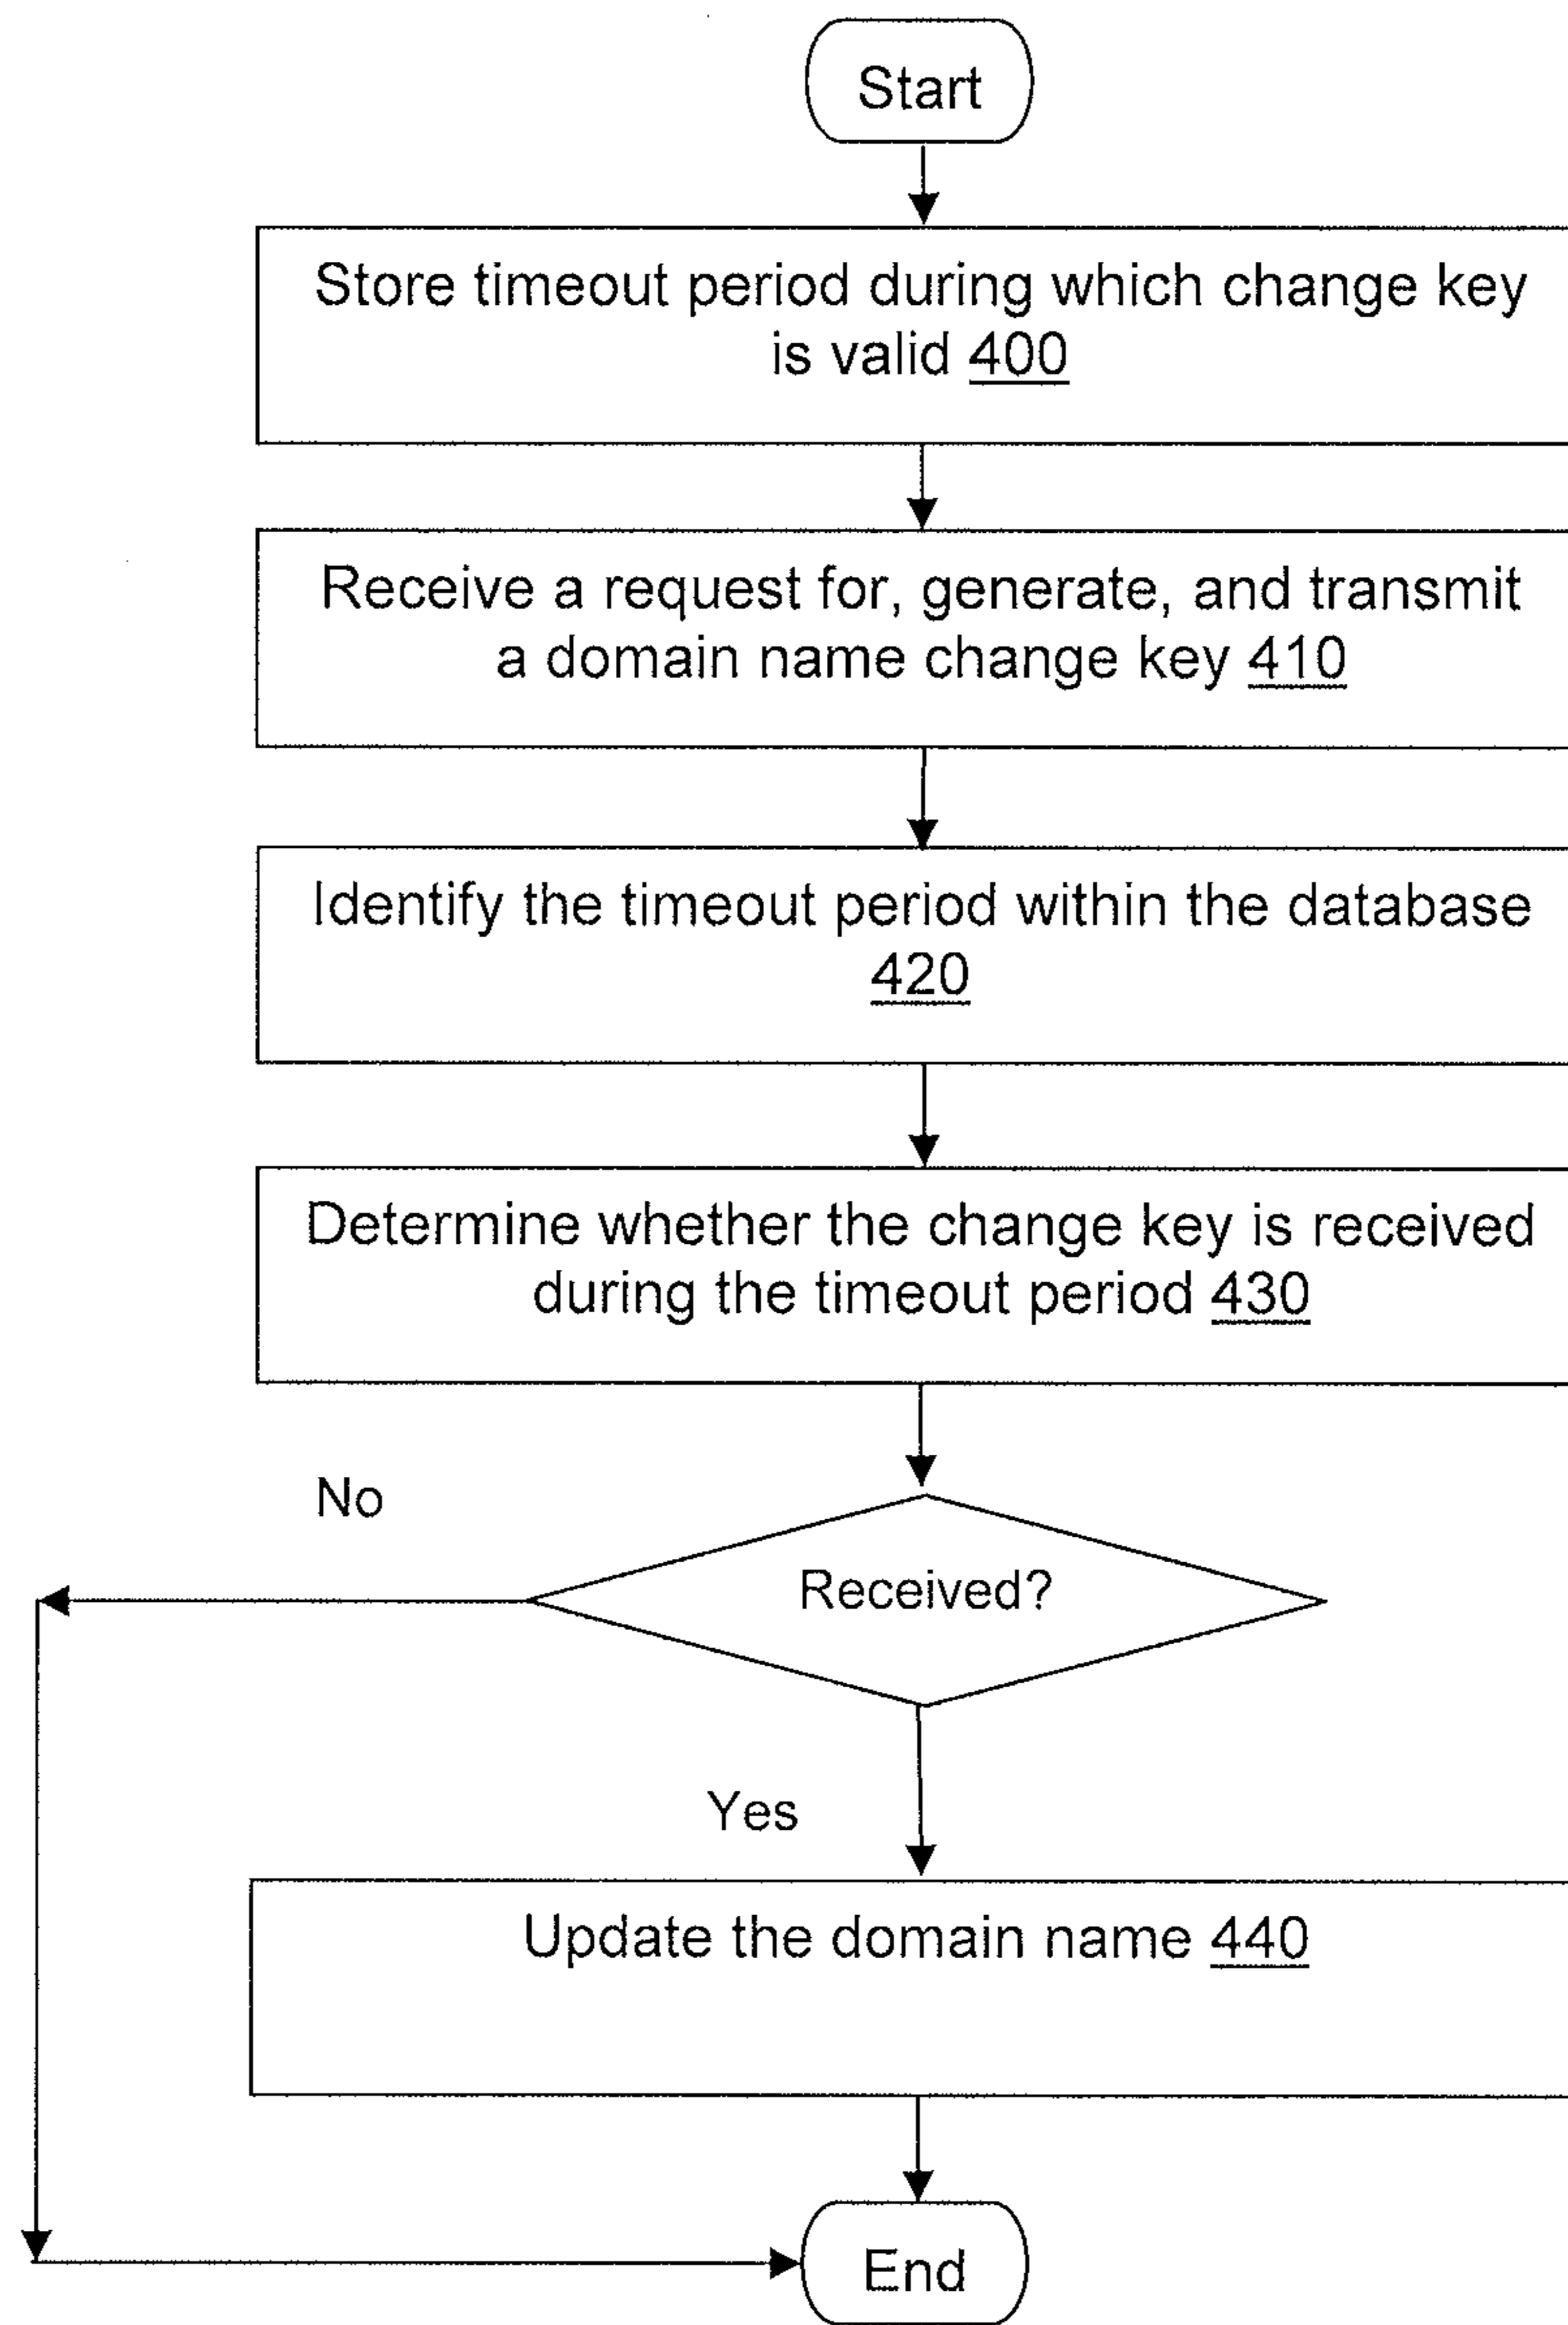 Start
Store timeout period during which change key
is valid 400
Receive a request for, generate, and transmit
a domain name change key 410
Identify the timeout period within the database
420
Determine whether the change key is received
during the timeout period 430
No
Received?
Yes
Update the domain name 440
End